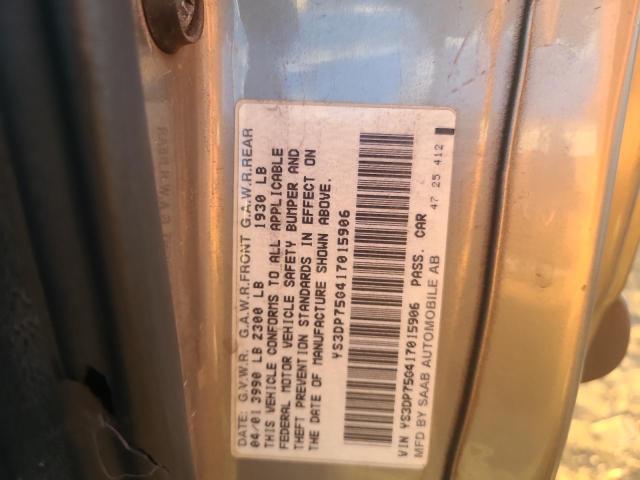 DATE: G.V.W.R. G.A.W.R.FRONT G.A.W.R.REAR
04/01 3990 LB 2300 LB 1930 LB
THIS VEHICLE CONFORMS TO ALL APPLICABLE
FEDERAL MOTOR VEHICLE SAFETY BUMPER AND
THEFT PREVENTION STANDARDS IN EFFECT ON
THE DATE OF MANUFACTURE SHOWN ABOVE.
YS3DP75G417015906
VIN YS3DP75G417015906 PASS. CAR
MFD BY SAAB AUTOMOBILE AB 47 25 412